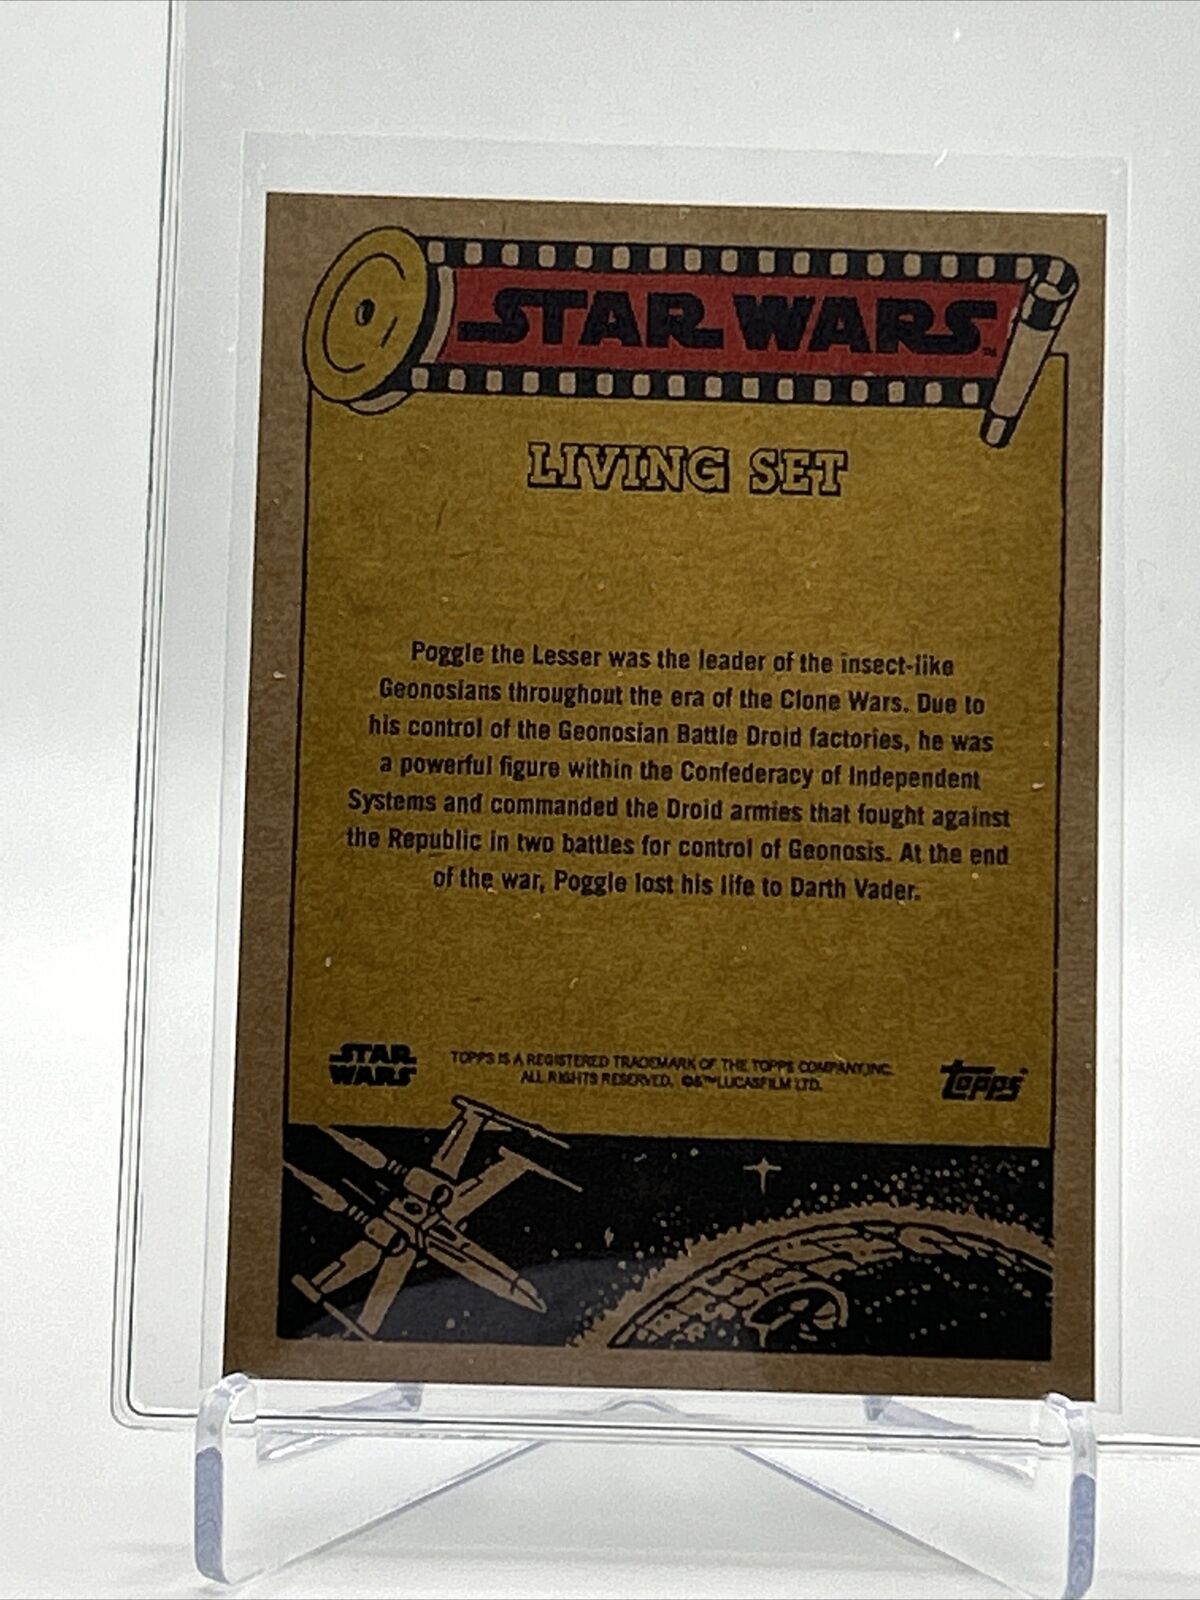 STAR WARS™
LIVING SET
Poggle the Lesser was the leader of the insect-like
Geonosians throughout the era of the Clone Wars. Due to
his control of the Geonosian Battle Droid factories, he was
a powerful figure within the Confederacy of Independent
Systems and commanded the Droid armies that fought against
the Republic in two battles for control of Geonosis. At the end
of the war, Poggle lost his life to Darth Vader.
STAR
WARS
TOPPS IS A REGISTERED TRADEMARK OF THE TOPPS COMPANY, INC.
ALL RIGHTS RESERVED. ©&™LUCASFILM LTD.
topps